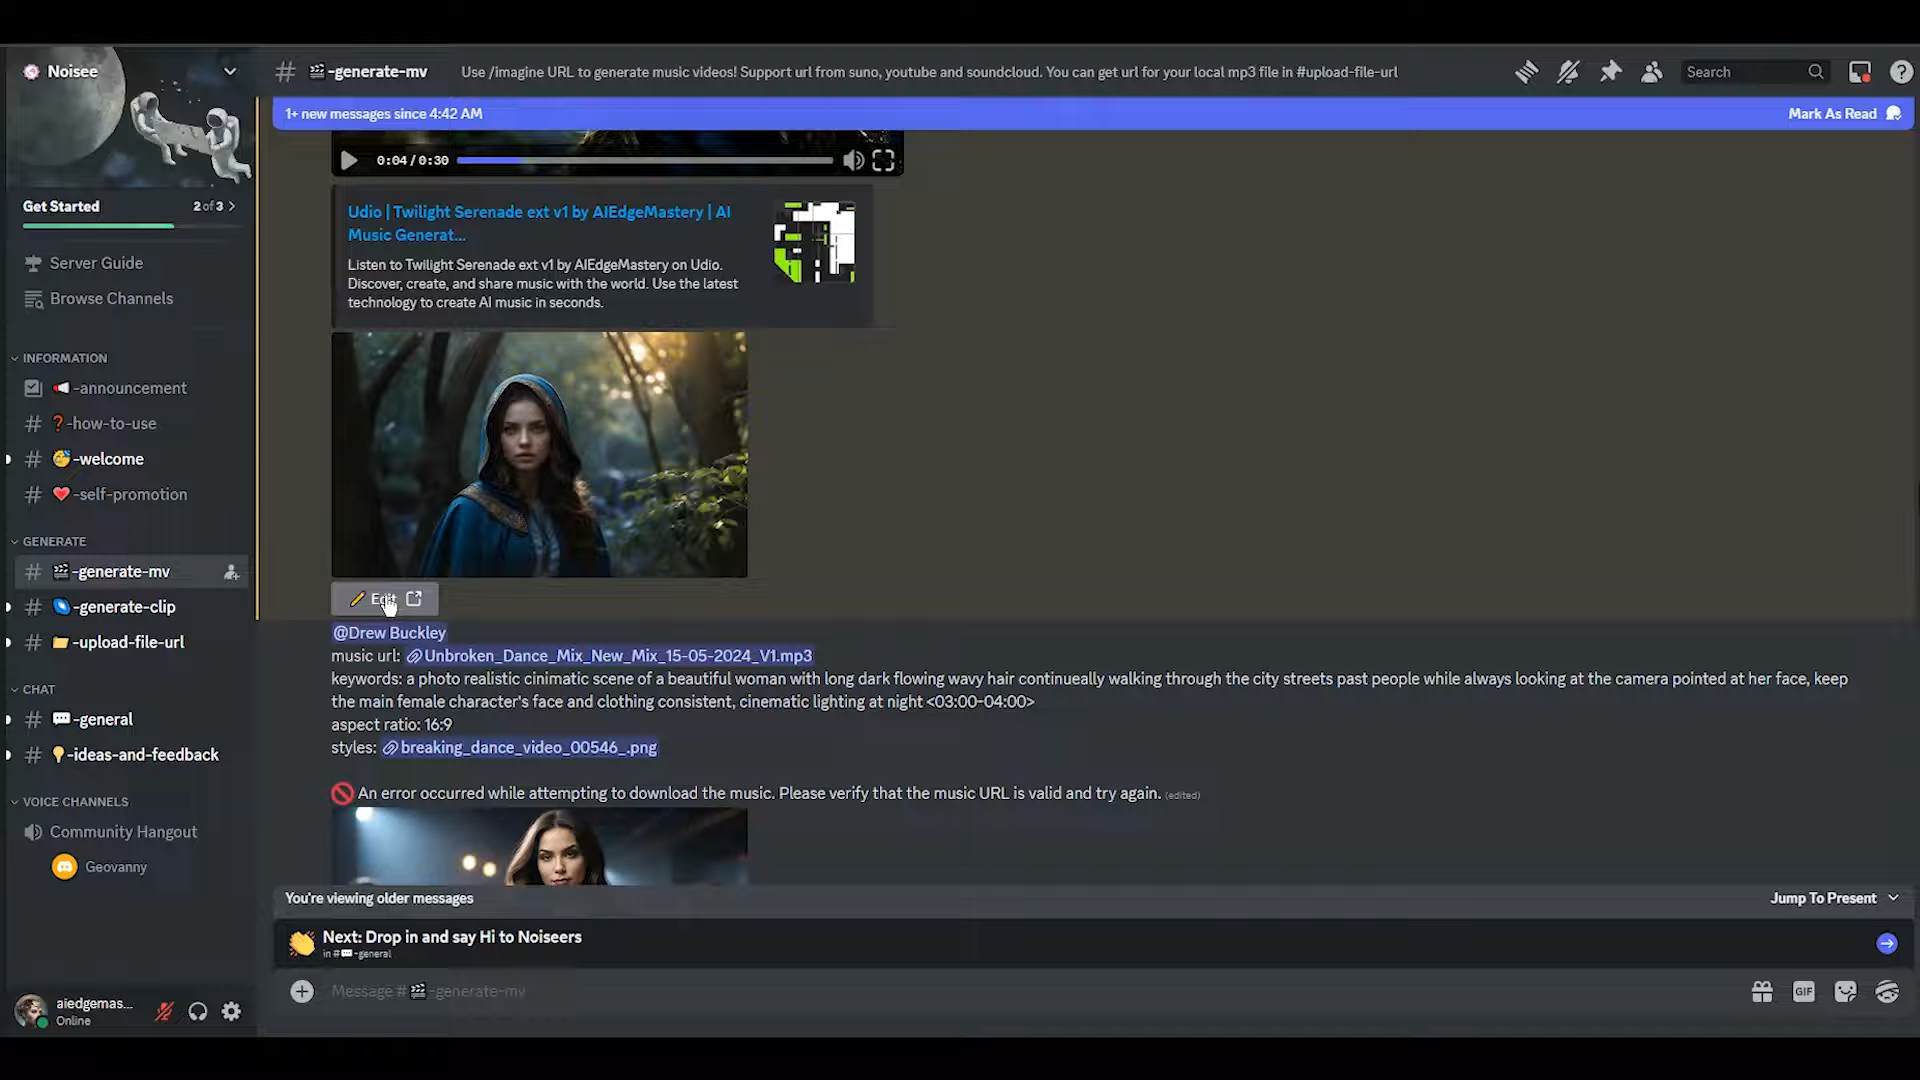 Noisee
-generate-mv
Use /imagine URL to generate music videos! Support url from suno, youtube and soundcloud. You can get url for your local mp3 file in #upload-file-url
Search
1+ new messages since 4:42 AM
Mark As Read
Get Started
2 of 3
Server Guide
Browse Channels
INFORMATION
-announcement
-how-to-use
-welcome
-self-promotion
GENERATE
-generate-mv
-generate-clip
-upload-file-url
CHAT
-general
-ideas-and-feedback
VOICE CHANNELS
Community Hangout
Geovanny
aiedgemas...
Online
0:04 / 0:30
Udio | Twilight Serenade ext v1 by AIEdgeMastery | AI
Music Generat...
Listen to Twilight Serenade ext v1 by AIEdgeMastery on Udio.
Discover, create, and share music with the world. Use the latest
technology to create AI music in seconds.
Edit
@Drew Buckley
music url: Unbroken_Dance_Mix_New_Mix_15-05-2024_V1.mp3
keywords: a photo realistic cinimatic scene of a beautiful woman with long dark flowing wavy hair continueally walking through the city streets past people while always looking at the camera pointed at her face, keep
the main female character's face and clothing consistent, cinematic lighting at night <03:00-04:00>
aspect ratio: 16:9
styles: breaking_dance_video_00546_.png
An error occurred while attempting to download the music. Please verify that the music URL is valid and try again. (edited)
You're viewing older messages
Jump To Present
Next: Drop in and say Hi to Noiseers
in # -general
Message # -generate-mv
GIF